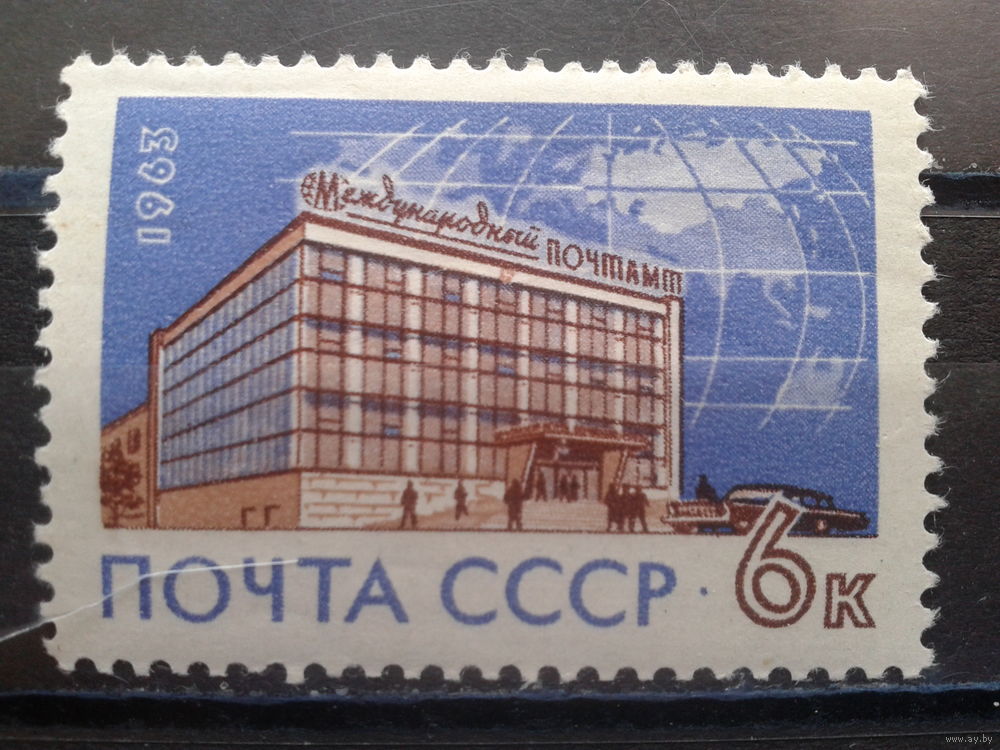 1963
Международный ПОЧТАМТ
ПОЧТА СССР · 6к
www.ay.by